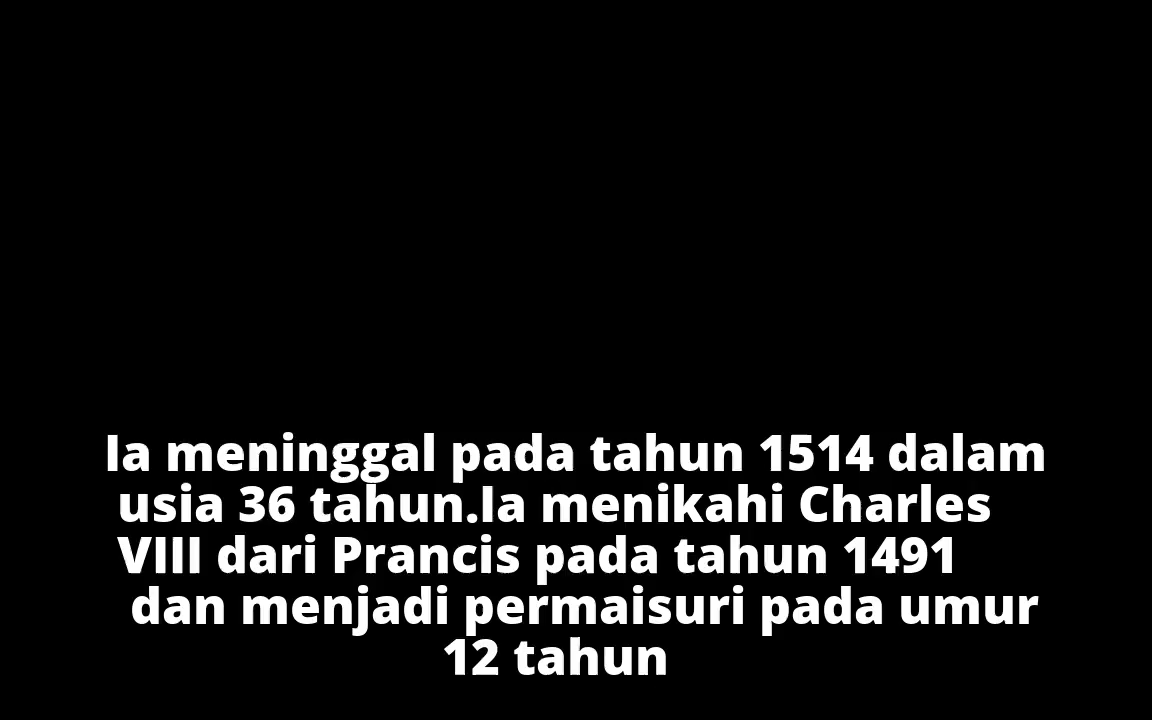 Ia meninggal pada tahun 1514 dalam
usia 36 tahun.Ia menikahi Charles
VIII dari Prancis pada tahun 1491
dan menjadi permaisuri pada umur
12 tahun